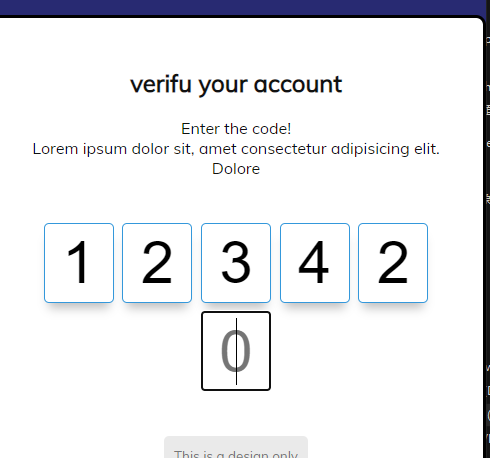 verifu your account
Enter the code!
Lorem ipsum dolor sit, amet consectetur adipisicing elit.
Dolore
1 2 3 4 2
0
This is a design only